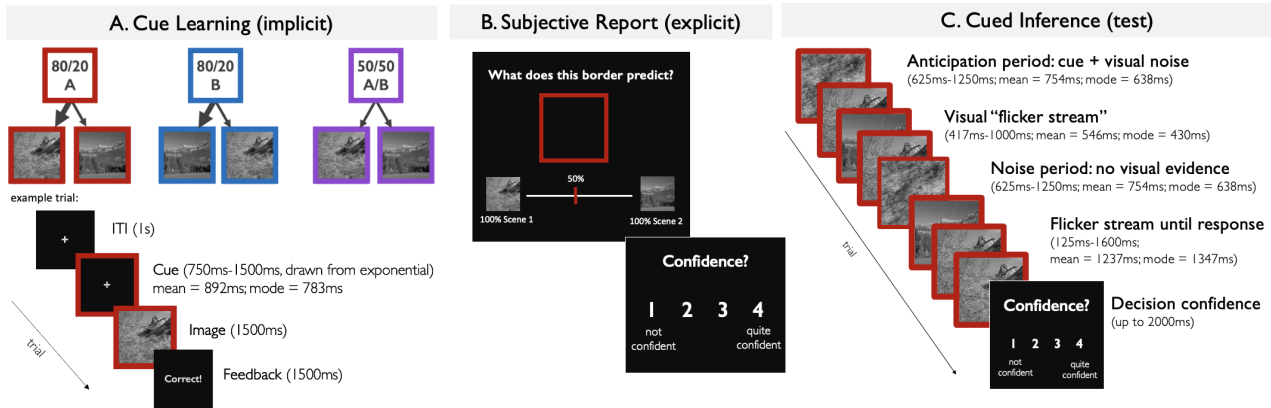 A. Cue Learning (implicit)
80/20
A
80/20
B
50/50
A/B
example trial:
+
ITI (1s)
+
Cue (750ms-1500ms, drawn from exponential)
mean = 892ms; mode = 783ms
Image (1500ms)
Correct!
Feedback (1500ms)
trial
B. Subjective Report (explicit)
What does this border predict?
50%
100% Scene 1
100% Scene 2
Confidence?
1 2 3 4
not
confident
quite
confident
C. Cued Inference (test)
Anticipation period: cue + visual noise
(625ms-1250ms; mean = 754ms; mode = 638ms)
Visual “flicker stream”
(417ms-1000ms; mean = 546ms; mode = 430ms)
Noise period: no visual evidence
(625ms-1250ms; mean = 754ms; mode = 638ms)
Flicker stream until response
(125ms-1600ms;
mean = 1237ms; mode = 1347ms)
trial
Confidence?
1 2 3 4
not
confident
quite
confident
Decision confidence
(up to 2000ms)